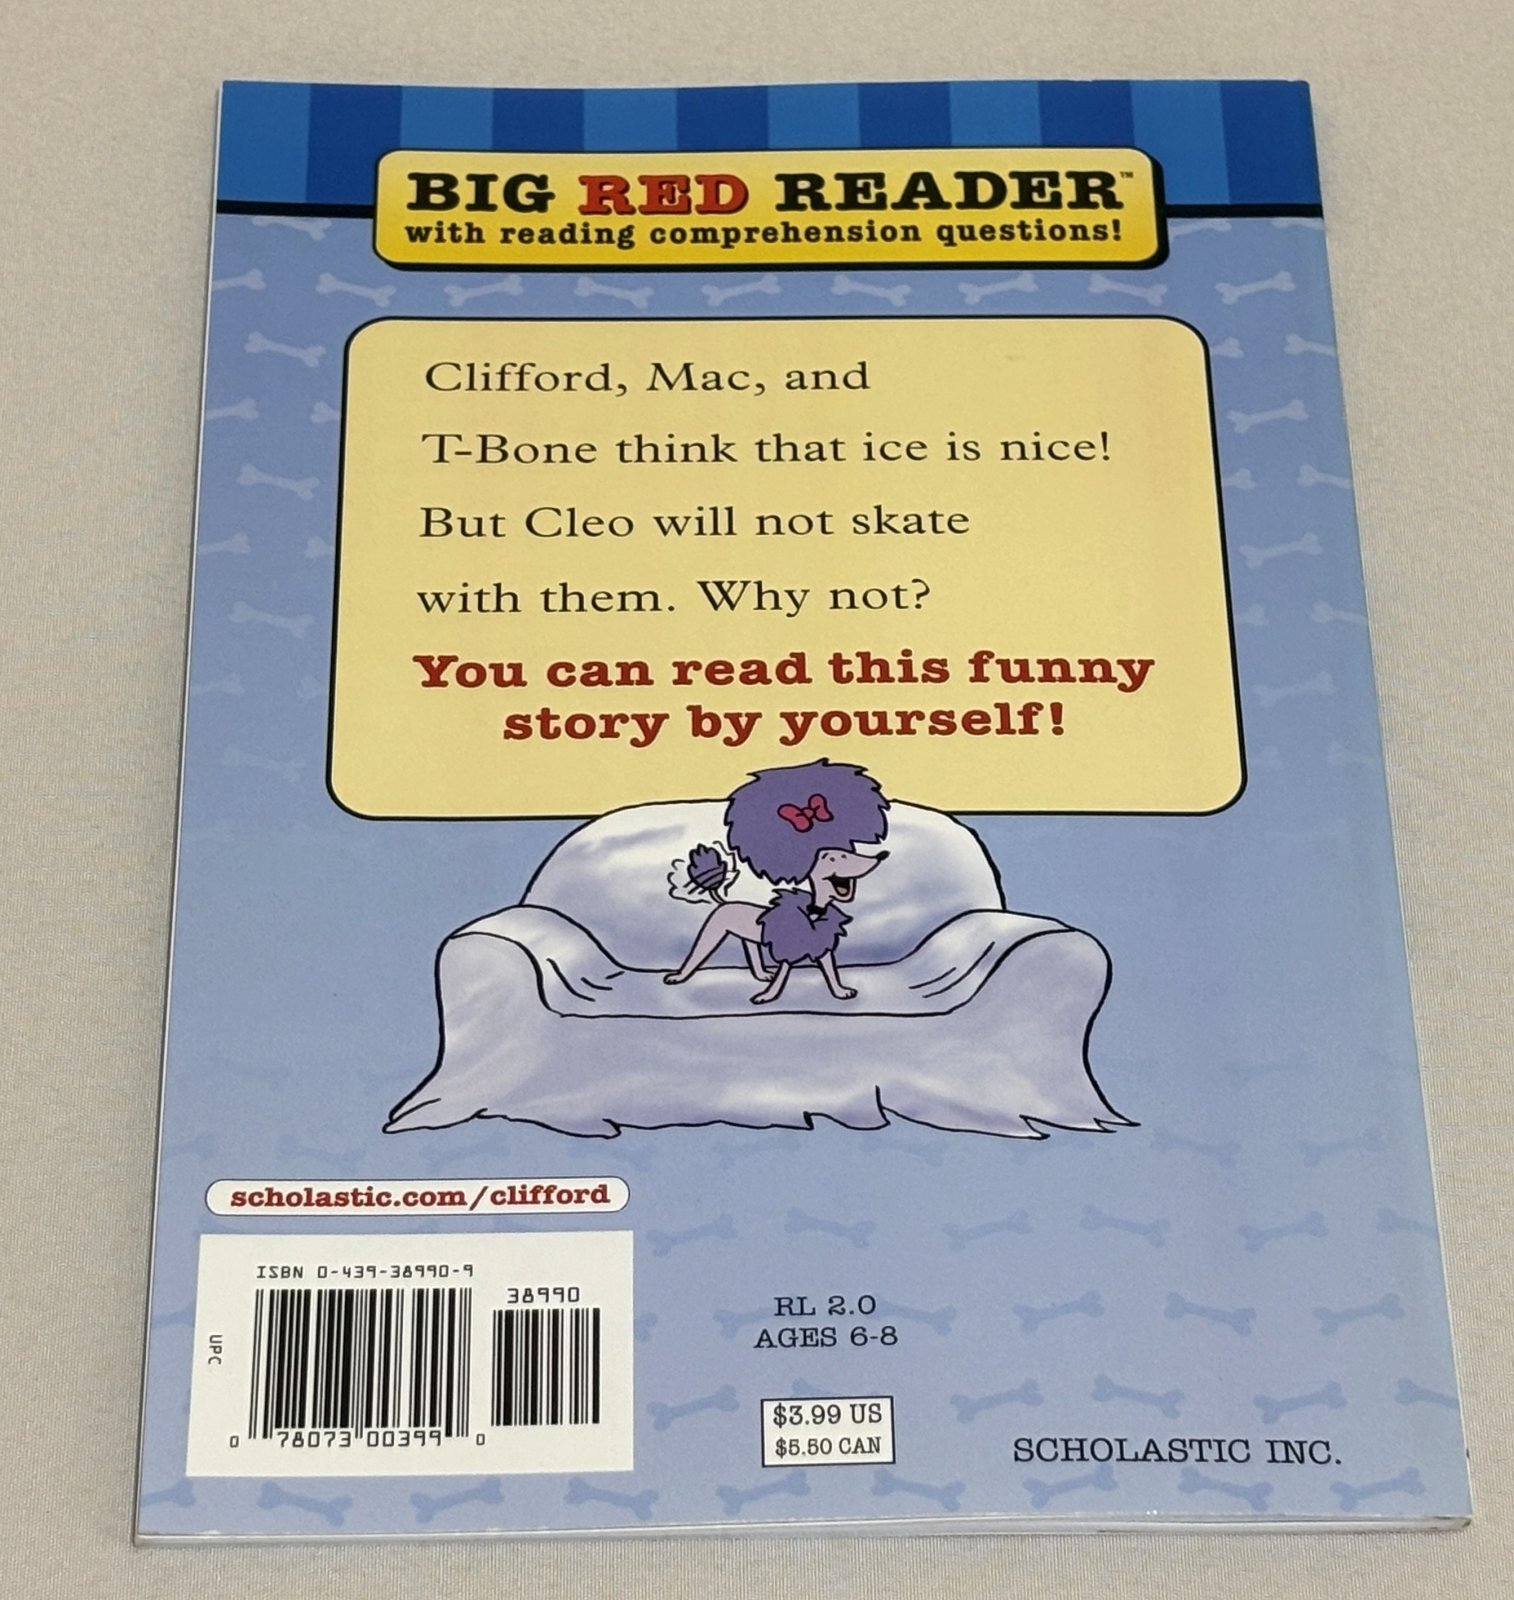 BIG RED READER™
with reading comprehension questions!
Clifford, Mac, and
T-Bone think that ice is nice!
But Cleo will not skate
with them. Why not?
You can read this funny
story by yourself!
scholastic.com/clifford
ISBN 0-439-38990-9
38990
UPC
0 78073 00399 0
RL 2.0
AGES 6-8
$3.99 US
$5.50 CAN
SCHOLASTIC INC.